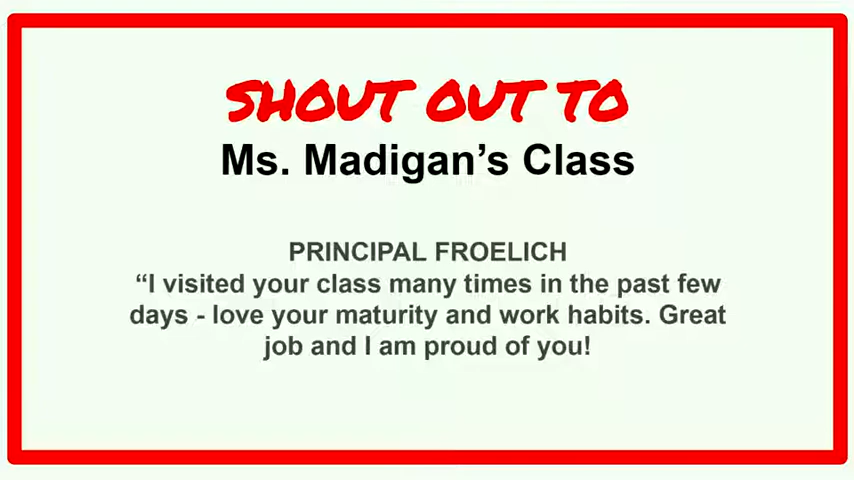 SHOUT OUT TO
Ms. Madigan’s Class
PRINCIPAL FROELICH
“I visited your class many times in the past few
days - love your maturity and work habits. Great
job and I am proud of you!